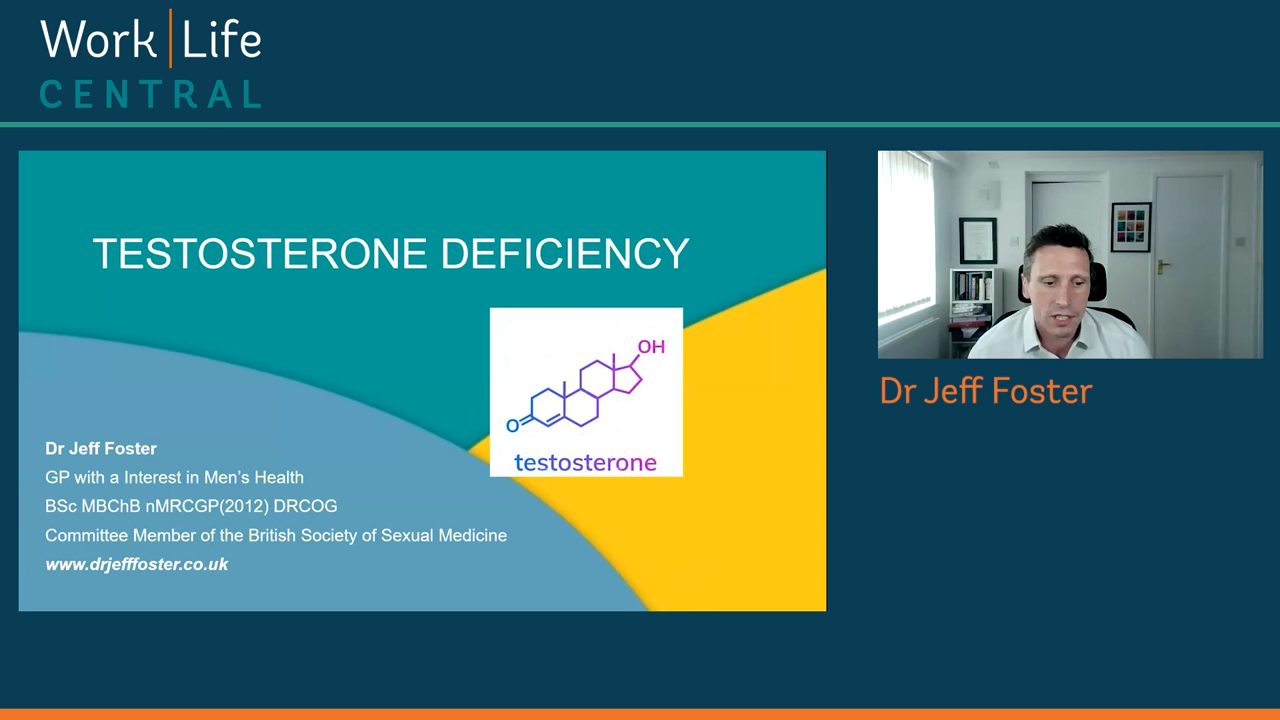 Work Life
CENTRAL
TESTOSTERONE DEFICIENCY
OH
O
testosterone
Dr Jeff Foster
GP with a Interest in Men's Health
BSc MBChB nMRCGP(2012) DRCOG
Committee Member of the British Society of Sexual Medicine
www.drjefffoster.co.uk
Dr Jeff Foster